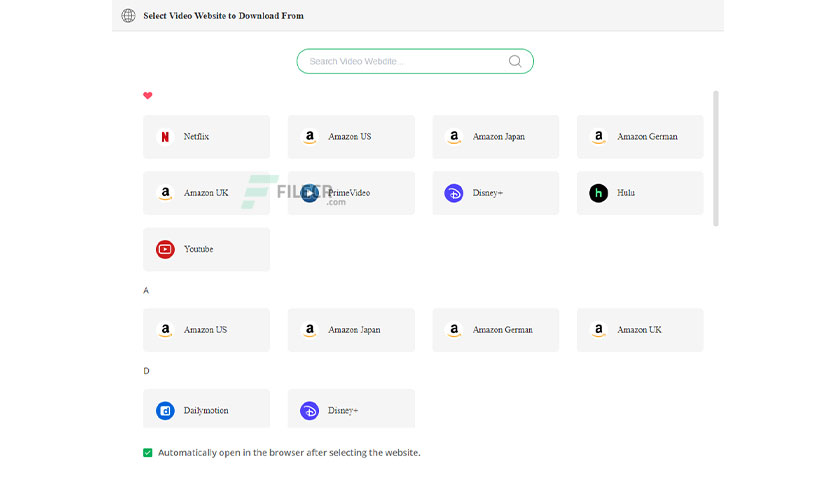 Select Video Website to Download From
Search Video Webdite...
Netflix
Amazon US
Amazon Japan
Amazon German
Amazon UK
PrimeVideo
Disney+
Hulu
FILECR
.com
Youtube
A
Amazon US
Amazon Japan
Amazon German
Amazon UK
D
Dailymotion
Disney+
Automatically open in the browser after selecting the website.